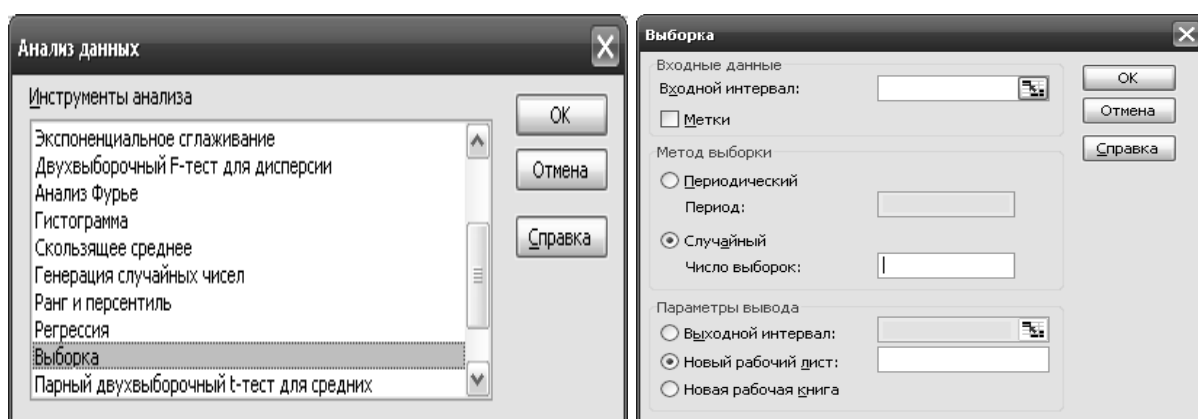 Анализ данных
Инструменты анализа
Экспоненциальное сглаживание
Двухвыборочный F-тест для дисперсии
Анализ Фурье
Гистограмма
Скользящее среднее
Генерация случайных чисел
Ранг и персентиль
Регрессия
Выборка
Парный двухвыборочный t-тест для средних
OK
Отмена
Справка
Выборка
Входные данные
Входной интервал:
Метки
Метод выборки
Периодический
Период:
Случайный
Число выборок:
Параметры вывода
Выходной интервал:
Новый рабочий лист:
Новая рабочая книга
OK
Отмена
Справка